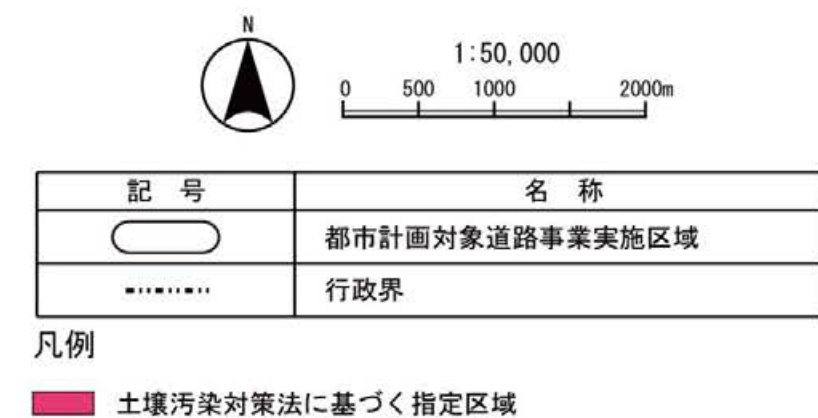 N
1:50,000
0 500 1000 2000m
記 号 名 称
都市計画対象道路事業実施区域
行政界
凡例
土壌汚染対策法に基づく指定区域